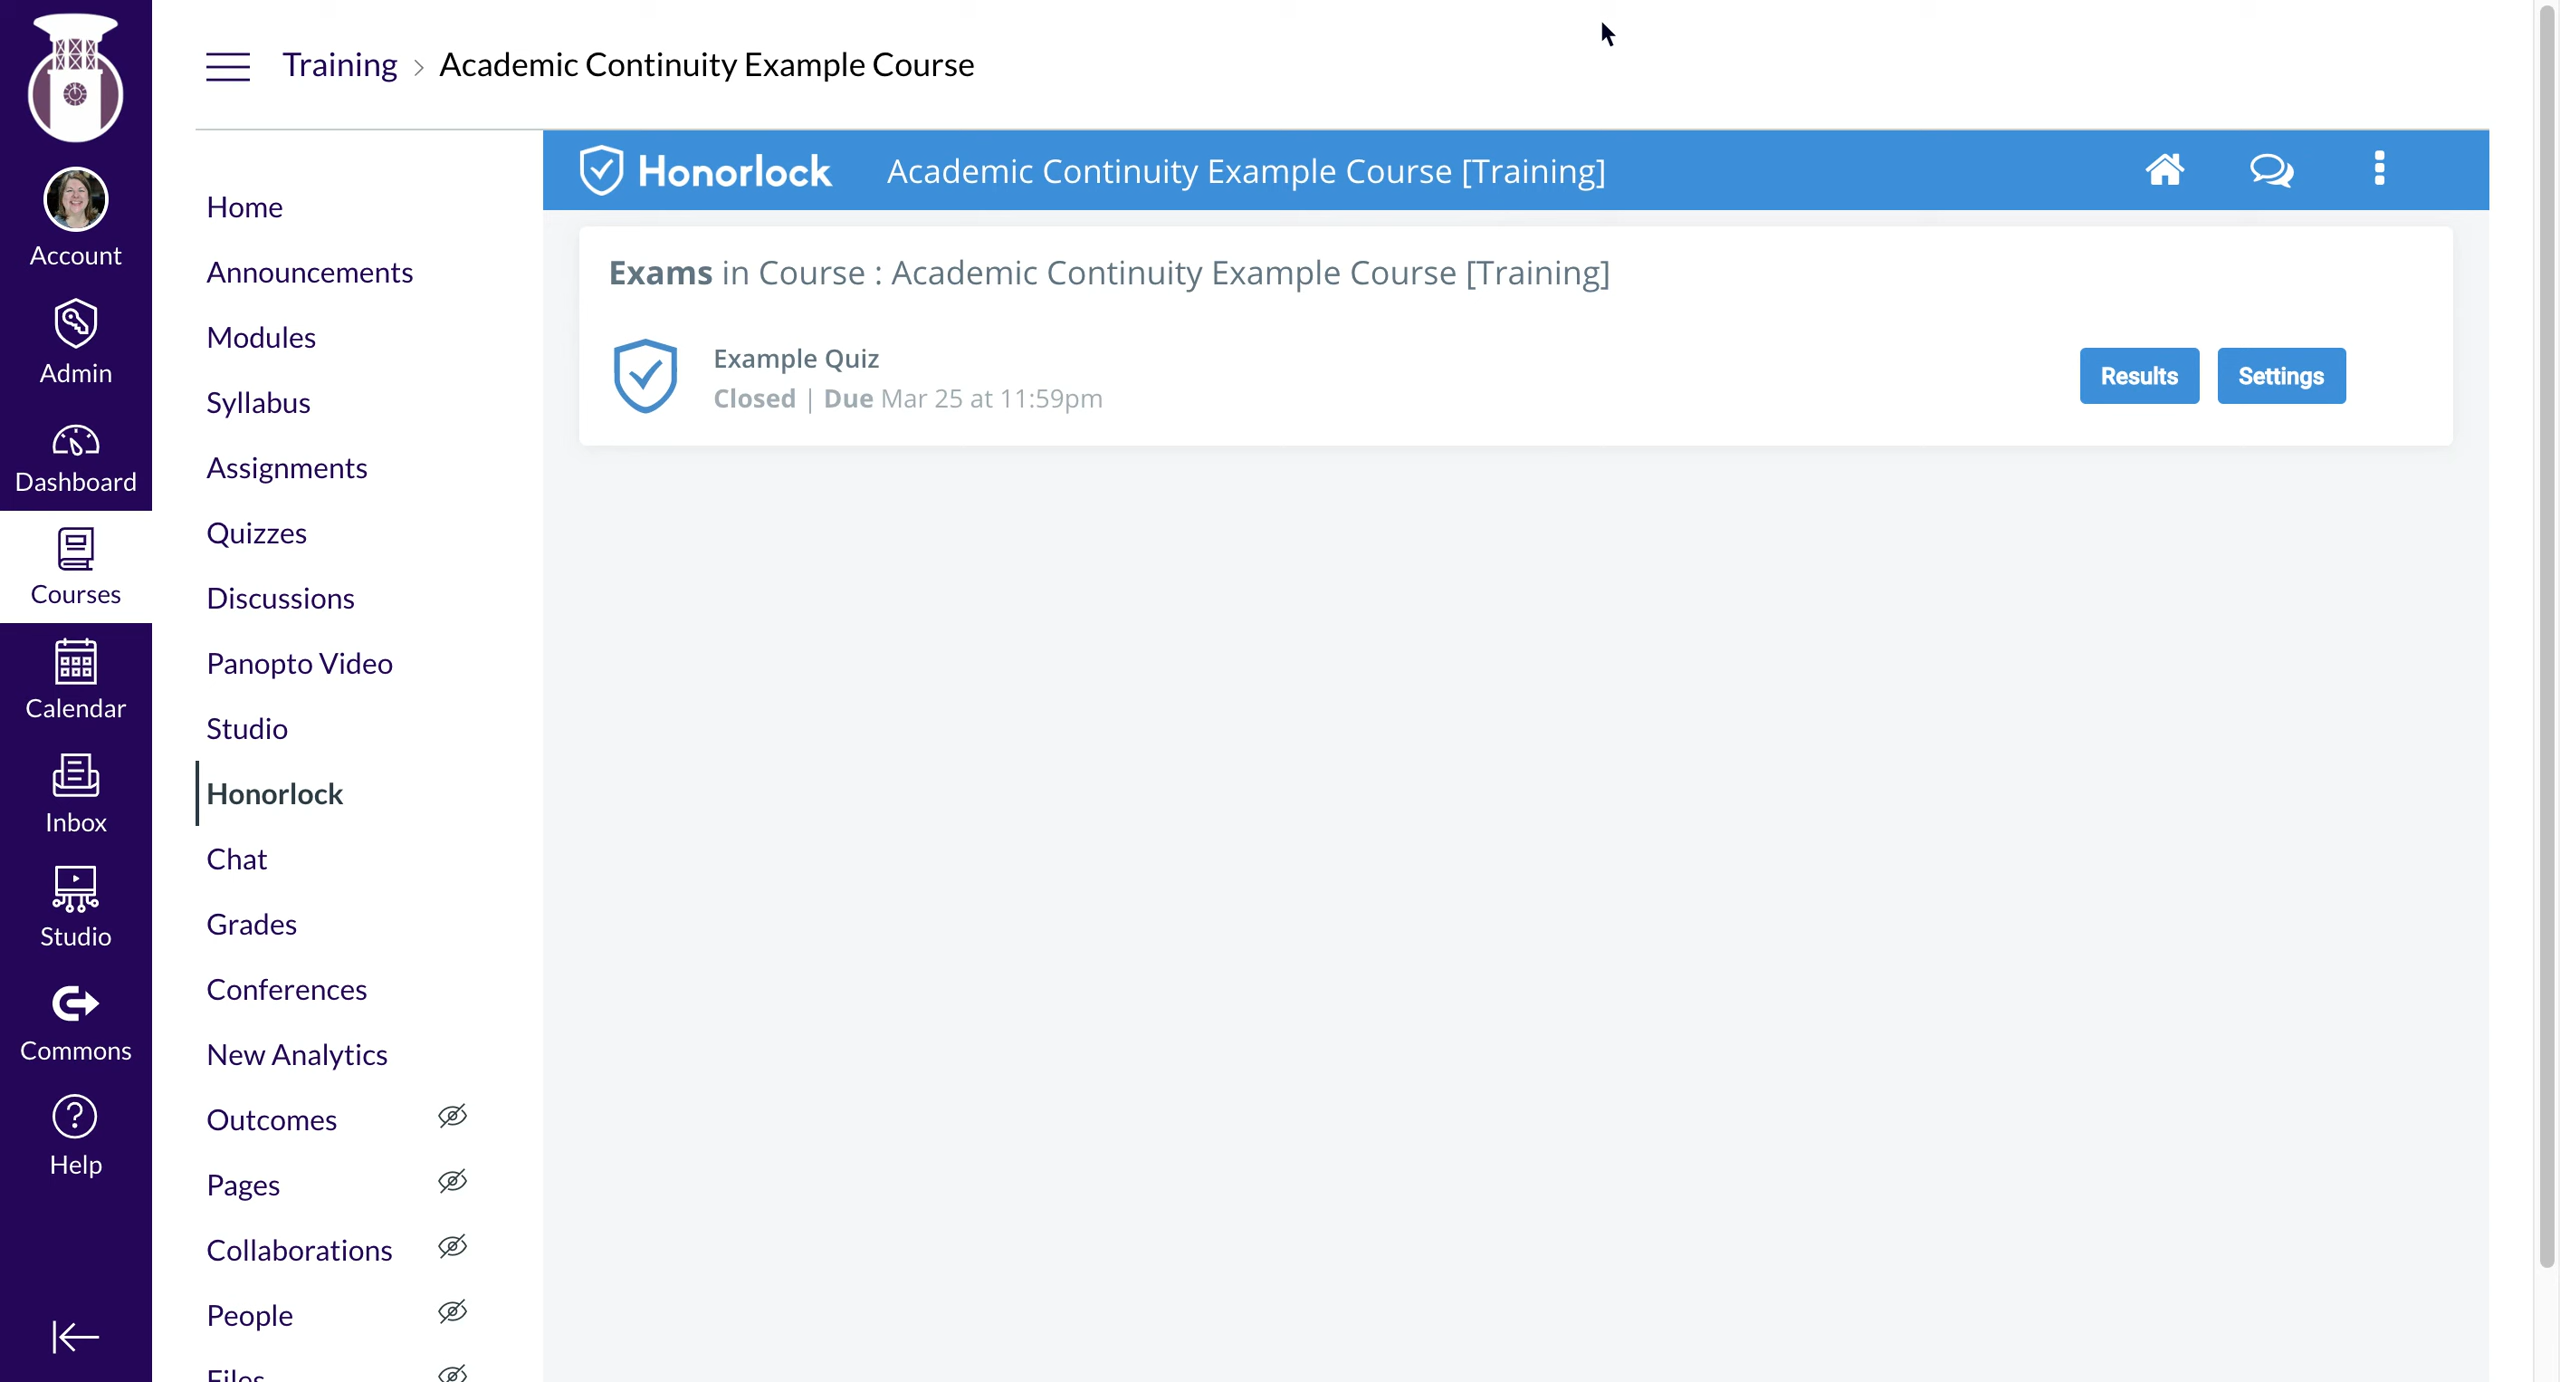 Training > Academic Continuity Example Course
Account
Admin
Dashboard
Courses
Calendar
Inbox
Studio
Commons
Help
Home
Announcements
Modules
Syllabus
Assignments
Quizzes
Discussions
Panopto Video
Studio
Honorlock
Chat
Grades
Conferences
New Analytics
Outcomes
Pages
Collaborations
People
Files
Honorlock Academic Continuity Example Course [Training]
Exams in Course : Academic Continuity Example Course [Training]
Example Quiz
Closed | Due Mar 25 at 11:59pm
Results Settings